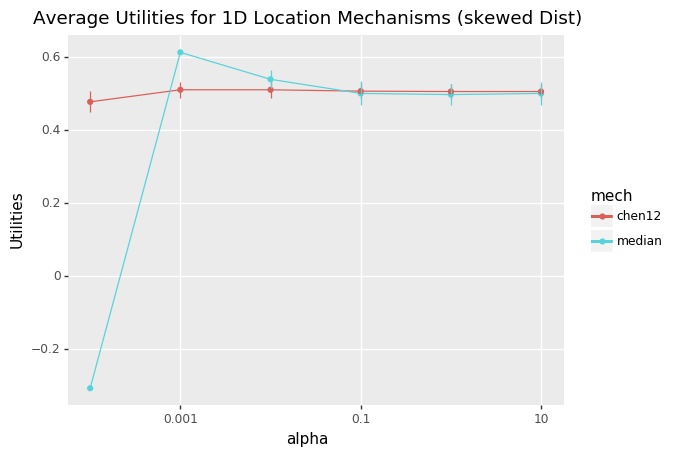 Average Utilities for 1D Location Mechanisms (skewed Dist)
0.6
0.4
0.2
0
−0.2
Utilities
0.001
0.1
10
alpha
mech
chen12
median